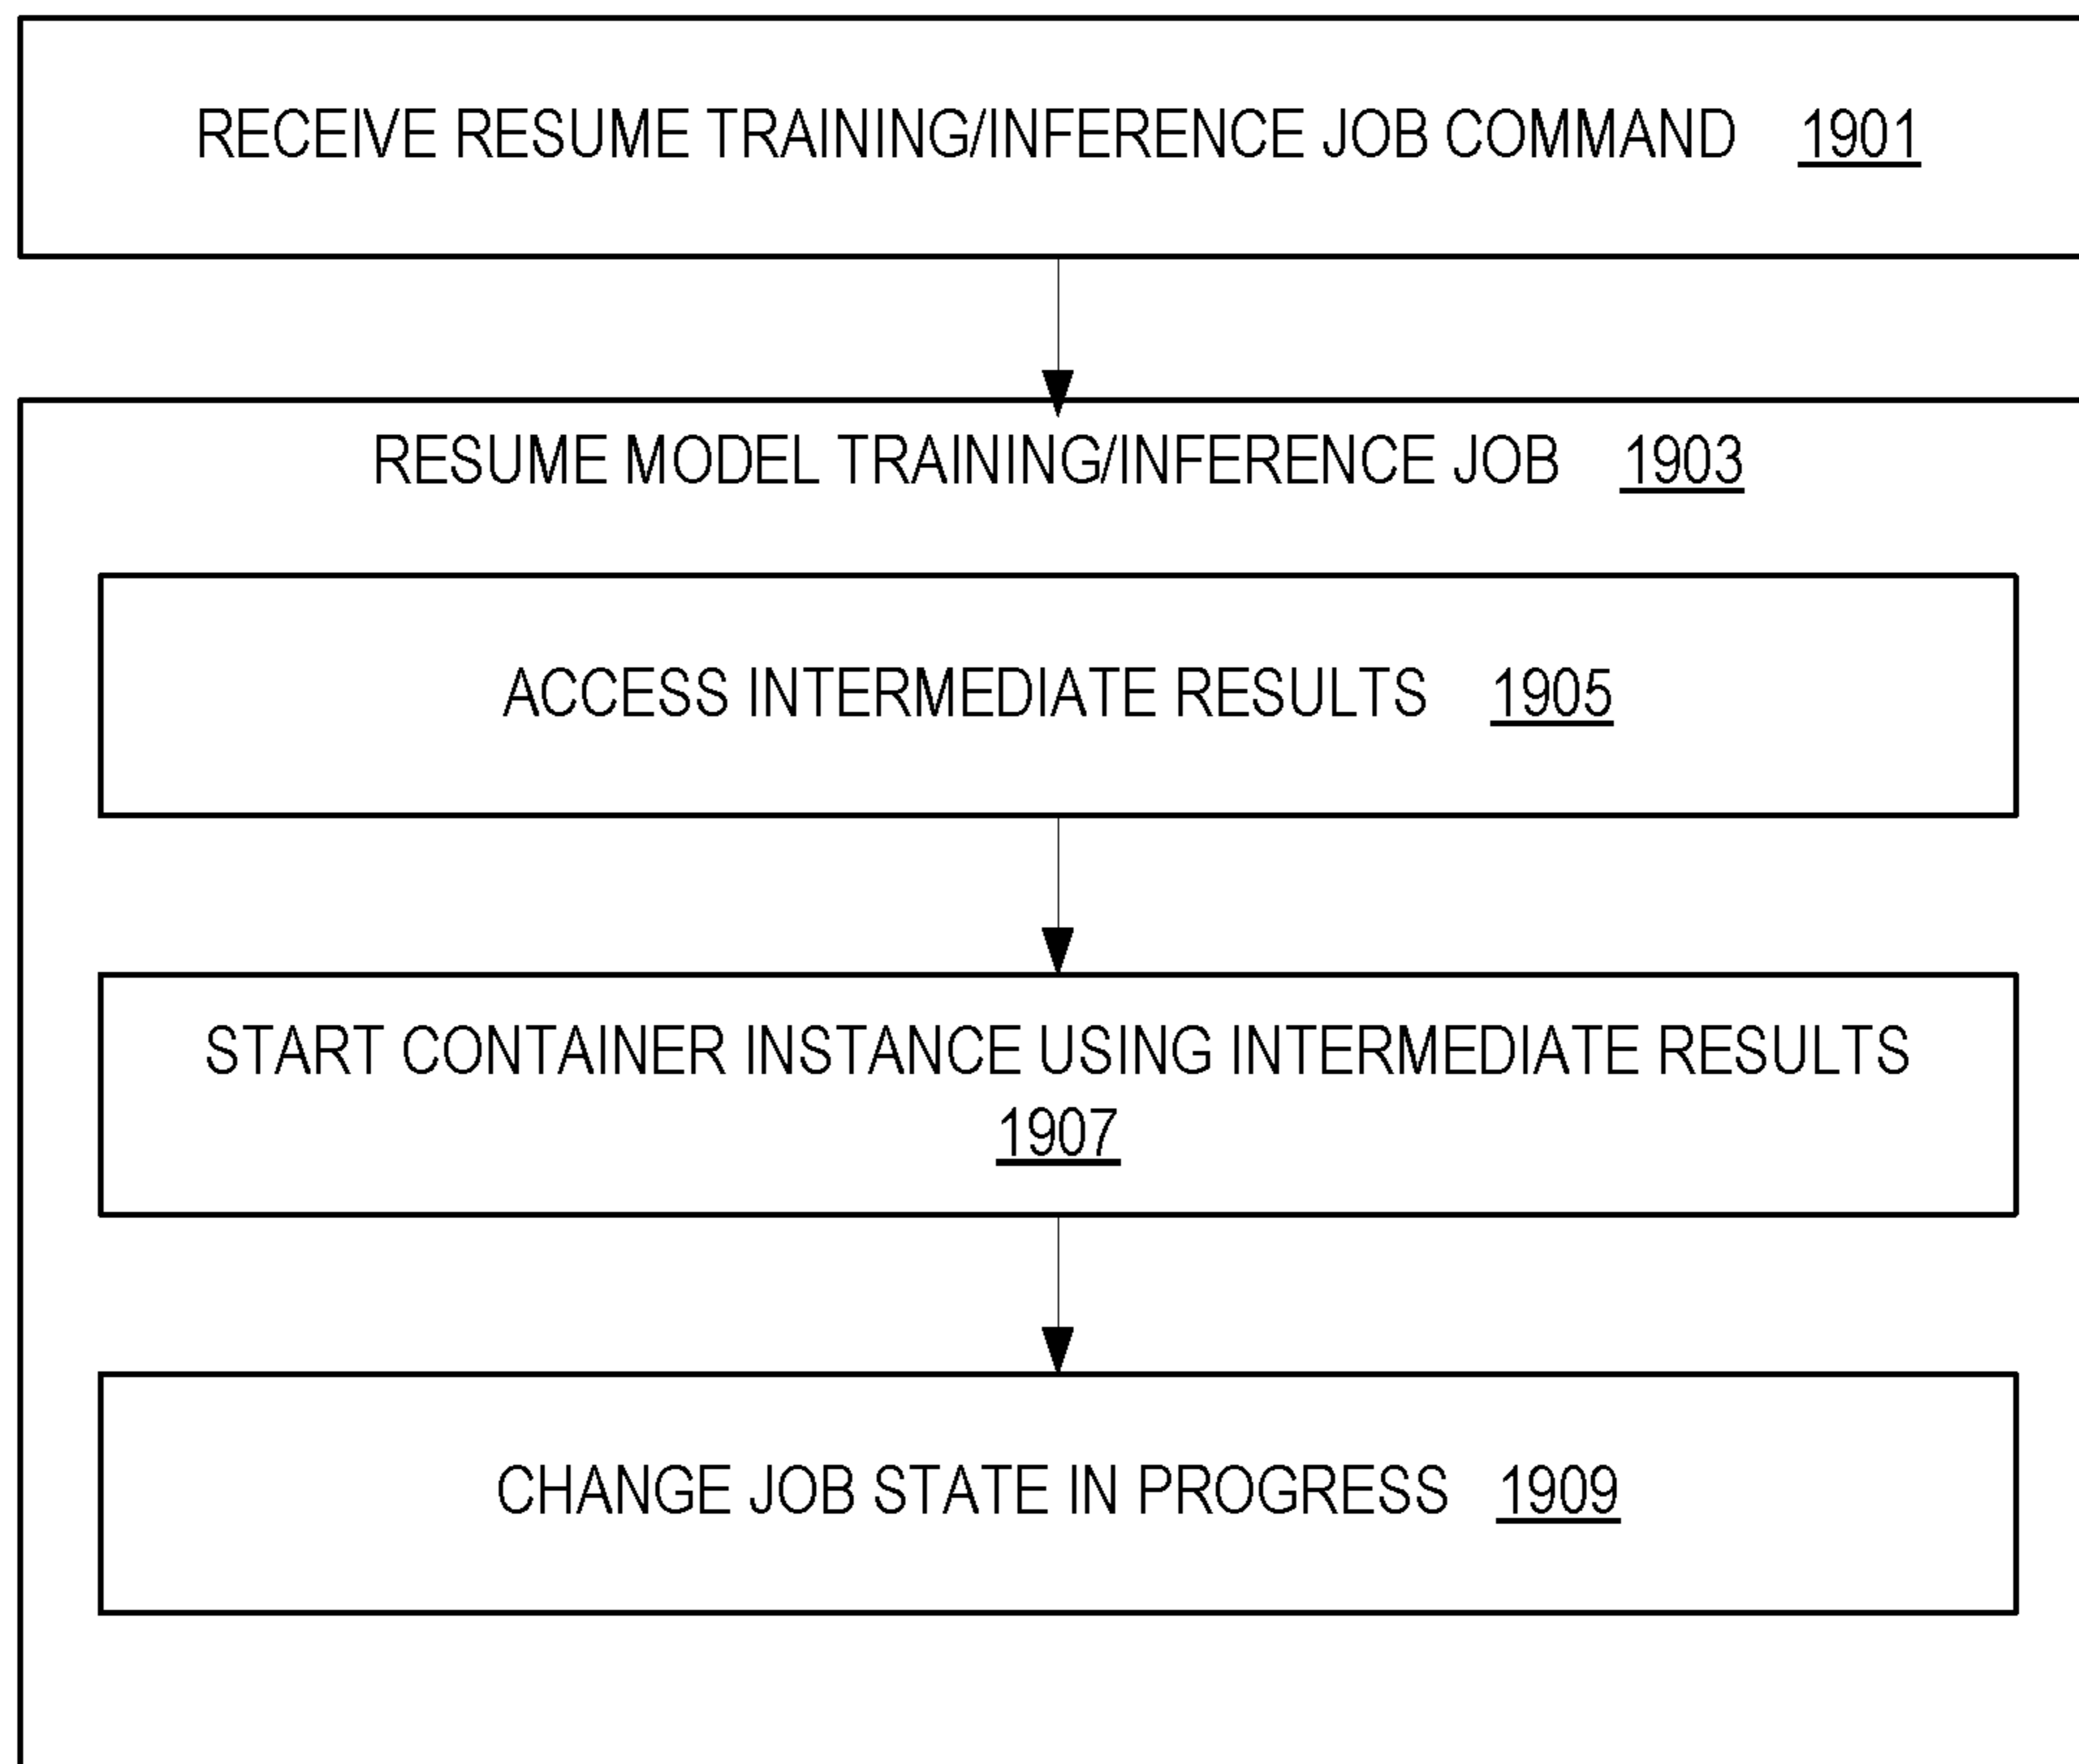 RECEIVE RESUME TRAINING/INFERENCE JOB COMMAND 1901
RESUME MODEL TRAINING/INFERENCE JOB 1903
ACCESS INTERMEDIATE RESULTS 1905
START CONTAINER INSTANCE USING INTERMEDIATE RESULTS
1907
CHANGE JOB STATE IN PROGRESS 1909